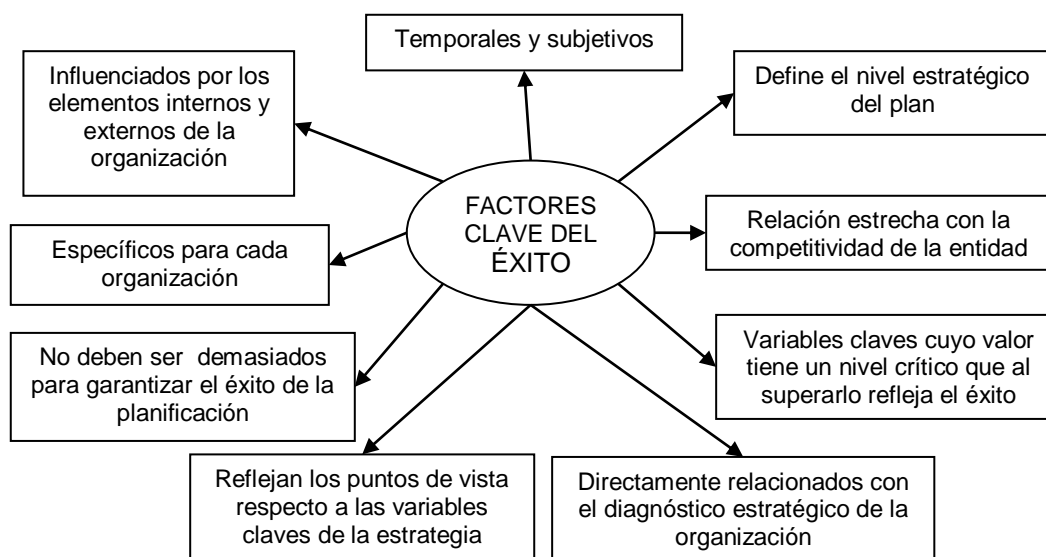 Temporales y subjetivos
Influenciados por los
elementos internos y
externos de la
organización
Define el nivel estratégico
del plan
FACTORES
CLAVE DEL
ÉXITO
Relación estrecha con la
competitividad de la entidad
Específicos para cada
organización
Variables claves cuyo valor
tiene un nivel crítico que al
superarlo refleja el éxito
No deben ser  demasiados
para garantizar el éxito de la
planificación
Reflejan los puntos de vista
respecto a las variables
claves de la estrategia
Directamente relacionados con
el diagnóstico estratégico de la
organización